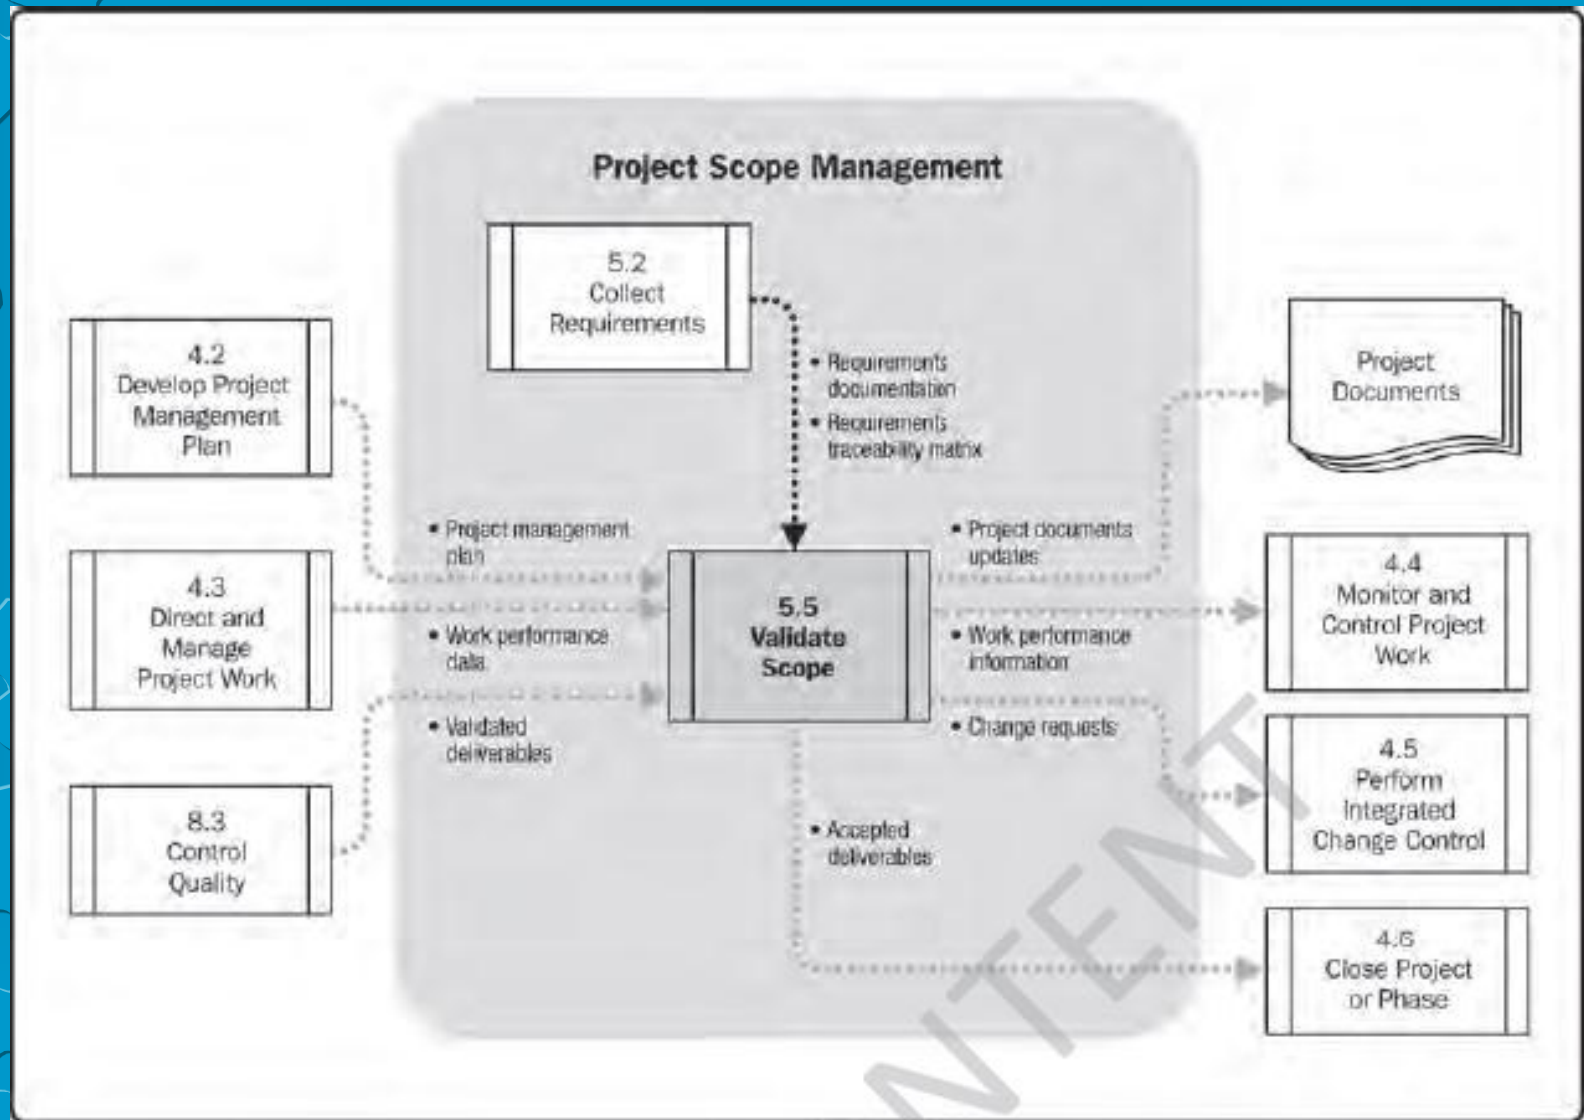 Project Scope Management
5.2
Collect
Requirements
4.2
Develop Project
Management
Plan
• Requirements
documentation
• Requirements
traceability matrix
Project
Documents
• Project management
plan
• Project documents
updates
4.3
Direct and
Manage
Project Work
5.5
Validate
Scope
4.4
Monitor and
Control Project
Work
• Work performance
data
• Work performance
information
• Validated
deliverables
• Change requests
4.5
Perform
Integrated
Change Control
8.3
Control
Quality
• Accepted
deliverables
4.6
Close Project
or Phase
NTENT